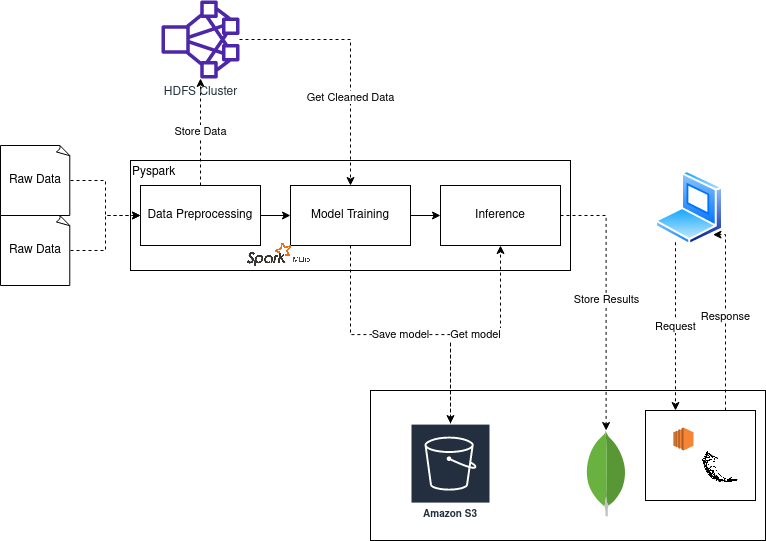 HDFS Cluster
Get Cleaned Data
Store Data
Pyspark
Raw Data
Data Preprocessing
Model Training
Inference
Raw Data
Spark
MLlib
Store Results
Request
Response
Save model
Get model
Amazon S3